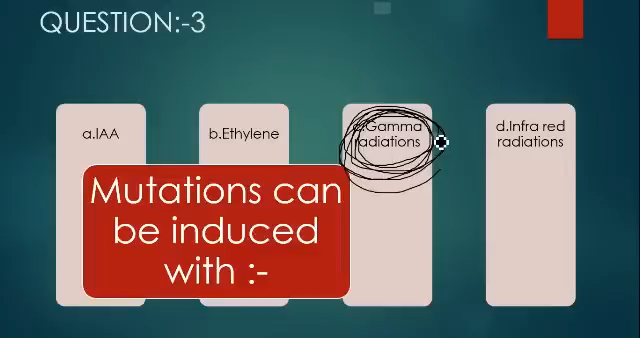 QUESTION:-3
a.IAA
b.Ethylene
c.Gamma
radiations
d.Infra red
radiations
Mutations can
be induced
with :-